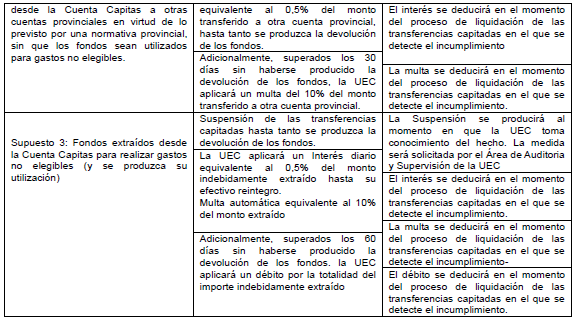 desde la Cuenta Capitas a otras
cuentas provinciales en virtud de lo
previsto por una normativa provincial,
sin que los fondos sean utilizados
para gastos no elegibles.
equivalente al 0,5% del monto
transferido a otra cuenta provincial,
hasta tanto se produzca la devolución
de los fondos.
Adicionalmente, superados los 30
días sin haberse producido la
devolución de los fondos, la UEC
aplicará un multa del 10% del monto
transferido a otra cuenta provincial.
El interés se deducirá en el momento
del proceso de liquidación de las
transferencias capitadas en el que se
detecte el incumplimiento
La multa se deducirá en el momento
del proceso de liquidación de las
transferencias capitadas en el que se
detecte el incumplimiento.
Supuesto 3: Fondos extraídos desde
la Cuenta Capitas para realizar gastos
no elegibles (y se produzca su
utilización)
Suspensión de las transferencias
capitadas hasta tanto se produzca la
devolución de los fondos.
La UEC aplicará un Interés diario
equivalente al 0,5% del monto
indebidamente extraído hasta su
efectivo reintegro.
Multa automática equivalente al 10%
del monto extraído
Adicionalmente, superados los 60
días sin haberse producido la
devolución de los fondos. la UEC
aplicará un débito por la totalidad del
importe indebidamente extraído
La Suspensión se producirá al
momento en que la UEC toma
conocimiento del hecho. La medida
será solicitada por el Área de Auditoria
y Supervisión de la UEC
El interés se deducirá en el momento
del proceso de liquidación de las
transferencias capitadas en el que se
detecte el incumplimiento.
La multa se deducirá en el momento
del proceso de liquidación de las
transferencias capitadas en el que se
detecte el incumplimiento-
El débito se deducirá en el momento
del proceso de liquidación de las
transferencias capitadas en el que se
detecte el incumplimiento.